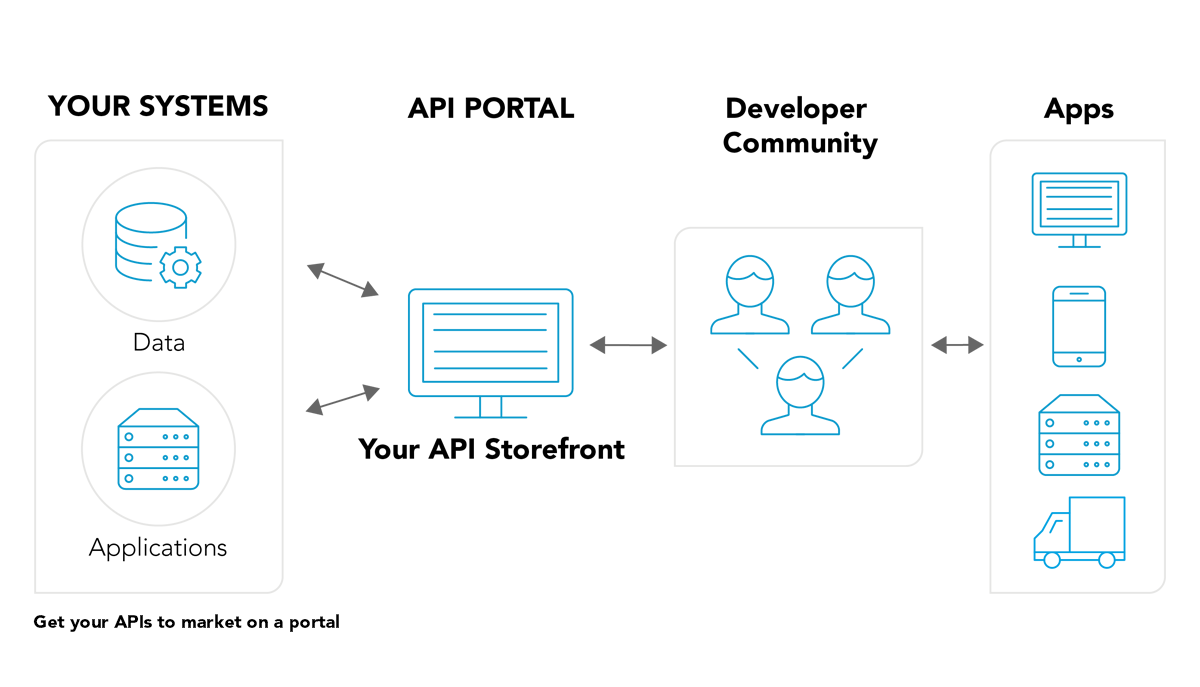 YOUR SYSTEMS
API PORTAL
Developer
Community
Apps
Data
Your API Storefront
Applications
Get your APIs to market on a portal